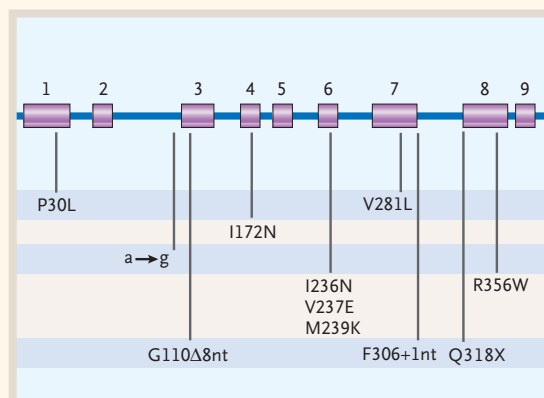 1 2 3 4 5 6 7 8 9
P30L V281L
I172N
a→g
I236N R356W
V237E
M239K
G110Δ8nt F306+1nt Q318X